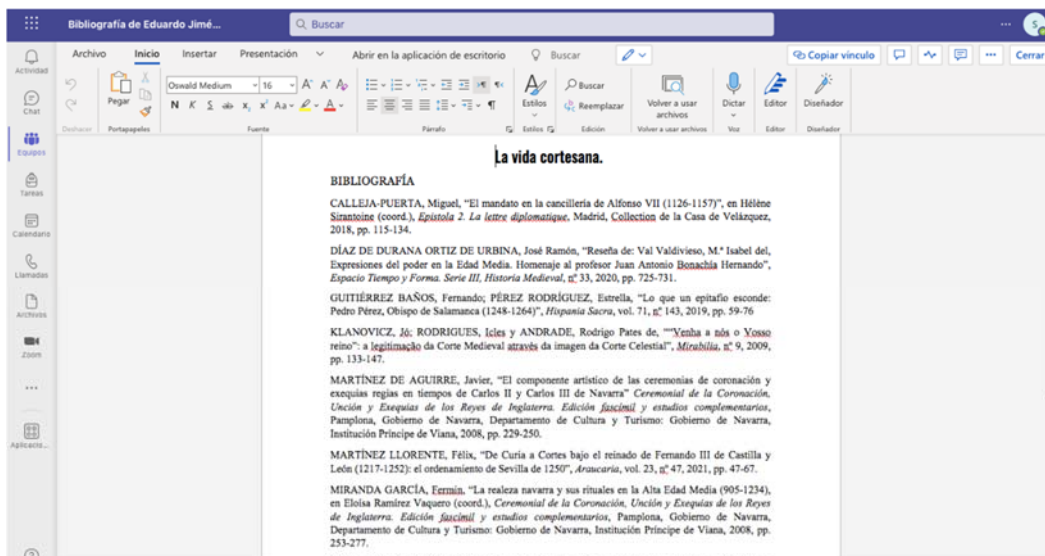 Bibliografía de Eduardo Jimé...
Buscar
S
Archivo Inicio Insertar Presentación Abrir en la aplicación de escritorio Buscar
Copiar vínculo Cerrar
Actividad
Chat
Equipos
Tareas
Calendario
Llamadas
Archivos
Zoom
Aplicacio...
Pegar
Oswald Medium 16
N K S ab x, x² Aa A
Estilos
Buscar
Reemplazar
Volver a usar archivos
Dictar
Editor
Diseñador
Deshacer Portapapeles Fuente Párrafo Estilos Edición Volver a usar archivos Voz Editor Diseñador
La vida cortesana.
BIBLIOGRAFÍA
CALLEJA-PUERTA, Miguel, “El mandato en la cancillería de Alfonso VII (1126-1157)”, en Hélène
Sirantoine (coord.), Epistola 2. La lettre diplomatique, Madrid, Collection de la Casa de Velázquez,
2018, pp. 115-134.
DÍAZ DE DURANA ORTIZ DE URBINA, José Ramón, “Reseña de: Val Valdivieso, M.ª Isabel del,
Expresiones del poder en la Edad Media. Homenaje al profesor Juan Antonio Bonachía Hernando”,
Espacio Tiempo y Forma. Serie III, Historia Medieval, nº 33, 2020, pp. 725-731.
GUITIÉRREZ BAÑOS, Fernando; PÉREZ RODRÍGUEZ, Estrella, “Lo que un epitafio esconde:
Pedro Pérez, Obispo de Salamanca (1248-1264)”, Hispania Sacra, vol. 71, nº 143, 2019, pp. 59-76
KLANOVICZ, Jó; RODRIGUES, Icles y ANDRADE, Rodrigo Pates de, ““Venha a nós o Vosso
reino”: a legitimação da Corte Medieval através da imagen da Corte Celestial”, Mirabilia, nº 9, 2009,
pp. 133-147.
MARTÍNEZ DE AGUIRRE, Javier, “El componente artístico de las ceremonias de coronación y
exequias regias en tiempos de Carlos II y Carlos III de Navarra” Ceremonial de la Coronación,
Unción y Exequias de los Reyes de Inglaterra. Edición fascímil y estudios complementarios,
Pamplona, Gobierno de Navarra, Departamento de Cultura y Turismo: Gobierno de Navarra,
Institución Príncipe de Viana, 2008, pp. 229-250.
MARTÍNEZ LLORENTE, Félix, “De Curia a Cortes bajo el reinado de Fernando III de Castilla y
León (1217-1252): el ordenamiento de Sevilla de 1250”, Araucaria, vol. 23, nº 47, 2021, pp. 47-67.
MIRANDA GARCÍA, Fermín, “La realeza navarra y sus rituales en la Alta Edad Media (905-1234),
en Eloísa Ramírez Vaquero (coord.), Ceremonial de la Coronación, Unción y Exequias de los Reyes
de Inglaterra. Edición fascímil y estudios complementarios, Pamplona, Gobierno de Navarra,
Departamento de Cultura y Turismo: Gobierno de Navarra, Institución Príncipe de Viana, 2008, pp.
253-277.